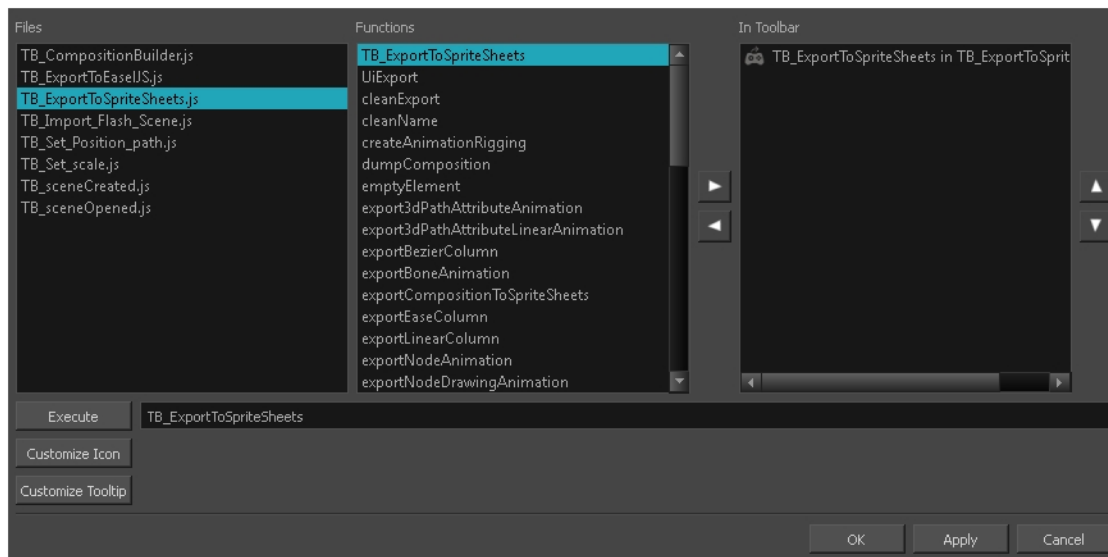 Files
TB_CompositionBuilder.js
TB_ExportToEaselJS.js
TB_ExportToSpriteSheets.js
TB_Import_Flash_Scene.js
TB_Set_Position_path.js
TB_Set_scale.js
TB_sceneCreated.js
TB_sceneOpened.js
Functions
TB_ExportToSpriteSheets
UiExport
cleanExport
cleanName
createAnimationRigging
dumpComposition
emptyElement
export3dPathAttributeAnimation
export3dPathAttributeLinearAnimation
exportBezierColumn
exportBoneAnimation
exportCompositionToSpriteSheets
exportEaseColumn
exportLinearColumn
exportNodeAnimation
exportNodeDrawingAnimation
In Toolbar
TB_ExportToSpriteSheets in TB_ExportToSprit
Execute
TB_ExportToSpriteSheets
Customize Icon
Customize Tooltip
OK
Apply
Cancel